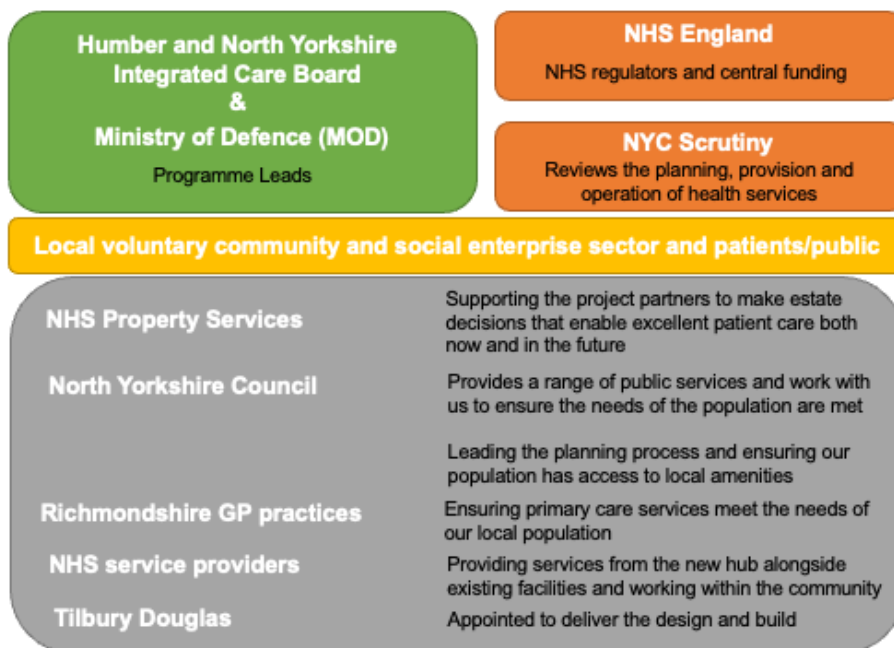 Humber and North Yorkshire
Integrated Care Board
&
Ministry of Defence (MOD)
Programme Leads
NHS England
NHS regulators and central funding
NYC Scrutiny
Reviews the planning, provision and
operation of health services
Local voluntary community and social enterprise sector and patients/public
NHS Property Services
Supporting the project partners to make estate
decisions that enable excellent patient care both
now and in the future
North Yorkshire Council
Provides a range of public services and work with
us to ensure the needs of the population are met
Leading the planning process and ensuring our
population has access to local amenities
Richmondshire GP practices
Ensuring primary care services meet the needs of
our local population
NHS service providers
Providing services from the new hub alongside
existing facilities and working within the community
Tilbury Douglas
Appointed to deliver the design and build